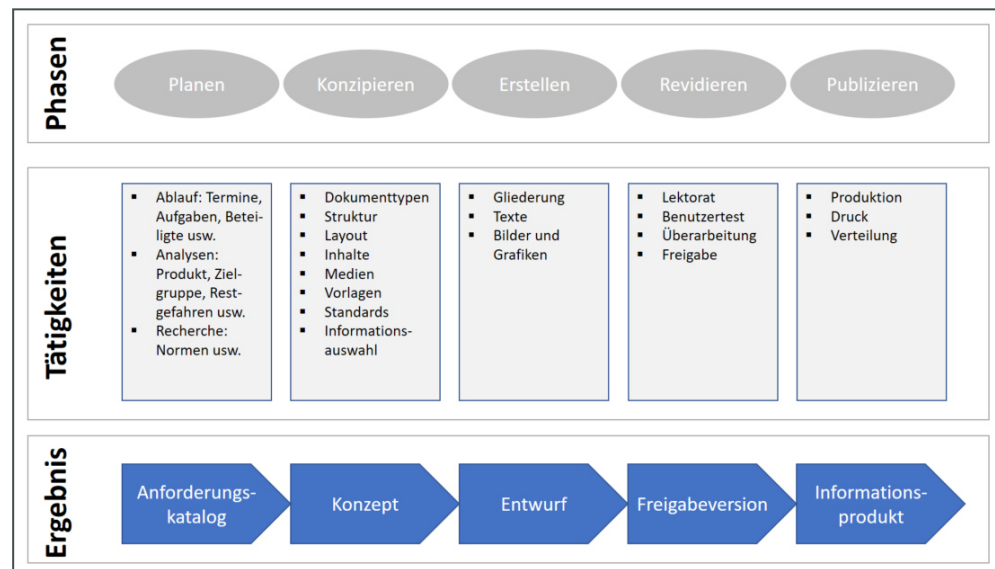 Phasen
Planen
Konzipieren
Erstellen
Revidieren
Publizieren
Tätigkeiten
▪ Ablauf: Termine,
Aufgaben, Betei-
ligte usw.
▪ Analysen:
Produkt, Ziel-
gruppe, Rest-
gefahren usw.
▪ Recherche:
Normen usw.
▪ Dokumenttypen
▪ Struktur
▪ Layout
▪ Inhalte
▪ Medien
▪ Vorlagen
▪ Standards
▪ Informations-
auswahl
▪ Gliederung
▪ Texte
▪ Bilder und
Grafiken
▪ Lektorat
▪ Benutzertest
▪ Überarbeitung
▪ Freigabe
▪ Produktion
▪ Druck
▪ Verteilung
Ergebnis
Anforderungs-
katalog
Konzept
Entwurf
Freigabeversion
Informations-
produkt